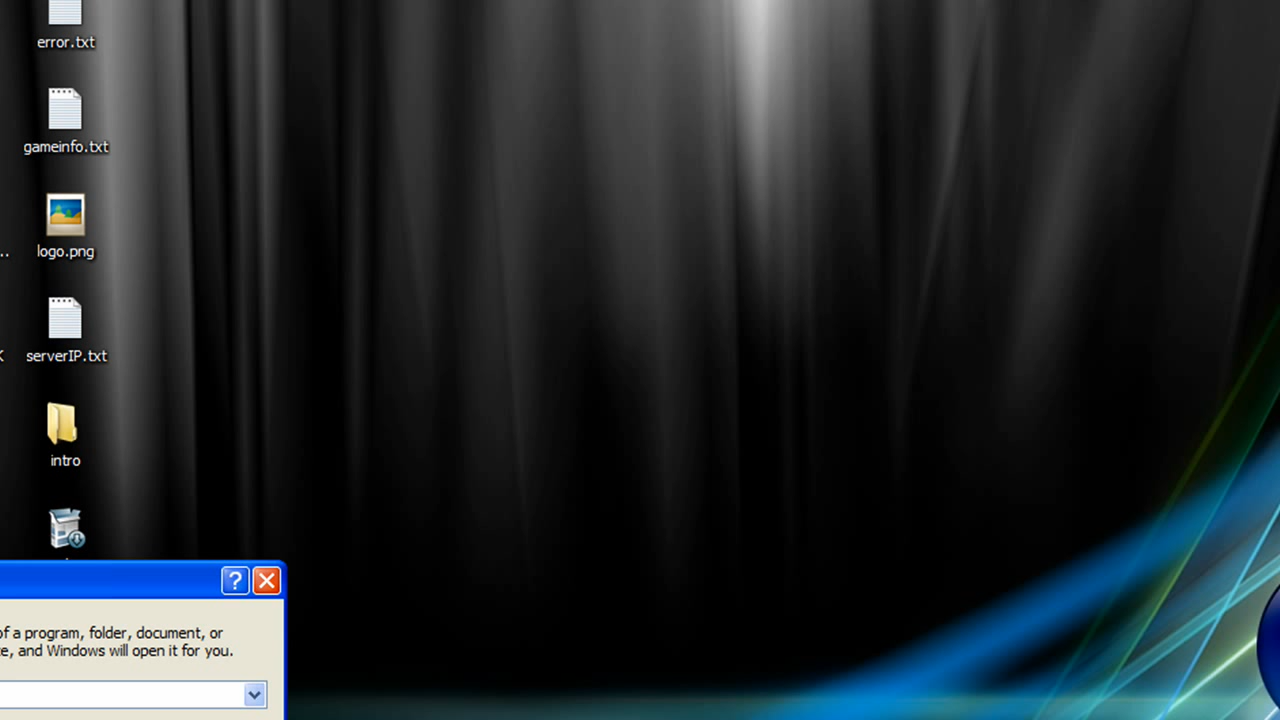 error.txt
gameinfo.txt
logo.png
serverIP.txt
intro
of a program, folder, document, or
and Windows will open it for you.